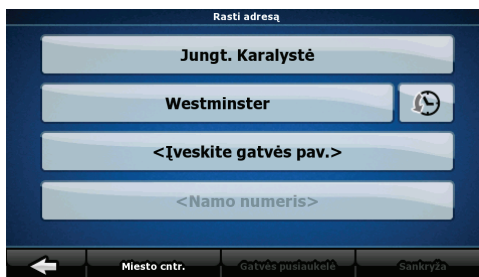 Rasti adresą
Jungt. Karalystė
Westminster
<Įveskite gatvės pav.>
<Namo numeris>
Miesto cntr.
Gatvės pusiaukelė
Sankryža